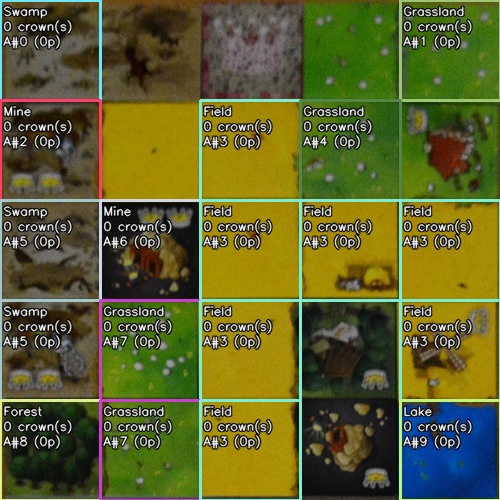 Swamp
0 crown(s)
A#0 (0p)
Grassland
0 crown(s)
A#1 (0p)
Mine
0 crown(s)
A#2 (0p)
Field
0 crown(s)
A#3 (0p)
Grassland
0 crown(s)
A#4 (0p)
Swamp
0 crown(s)
A#5 (0p)
Mine
0 crown(s)
A#6 (0p)
Field
0 crown(s)
A#3 (0p)
Field
0 crown(s)
A#3 (0p)
Field
0 crown(s)
A#3 (0p)
Swamp
0 crown(s)
A#5 (0p)
Grassland
0 crown(s)
A#7 (0p)
Field
0 crown(s)
A#3 (0p)
Field
0 crown(s)
A#3 (0p)
Forest
0 crown(s)
A#8 (0p)
Grassland
0 crown(s)
A#7 (0p)
Field
0 crown(s)
A#3 (0p)
Lake
0 crown(s)
A#9 (0p)